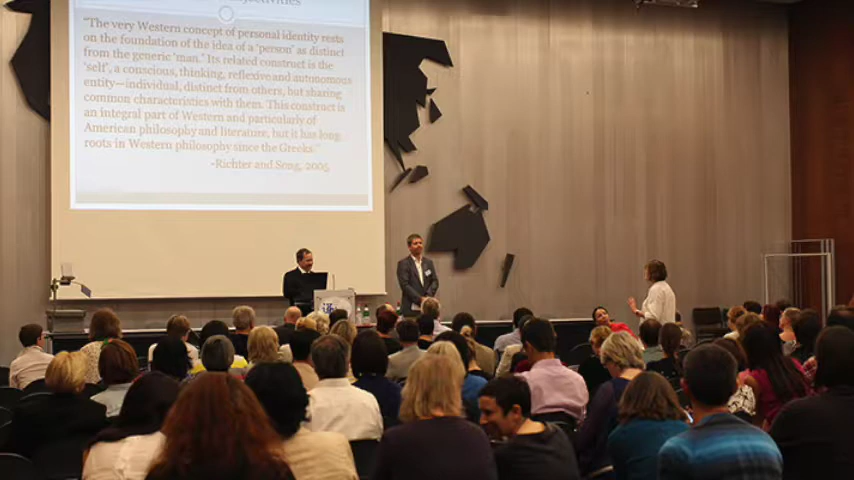 "The very Western concept of personal identity rests
on the foundation of the idea of a 'person' as distinct
from the generic 'man.' Its related construct is the
'self', a conscious, thinking, reflexive and autonomous
entity—individual, distinct from others, but sharing
common characteristics with them. This construct is
an integral part of Western and particularly of
American philosophy and literature, but it has long
roots in Western philosophy since the Greeks."
-Richter and Song, 2005